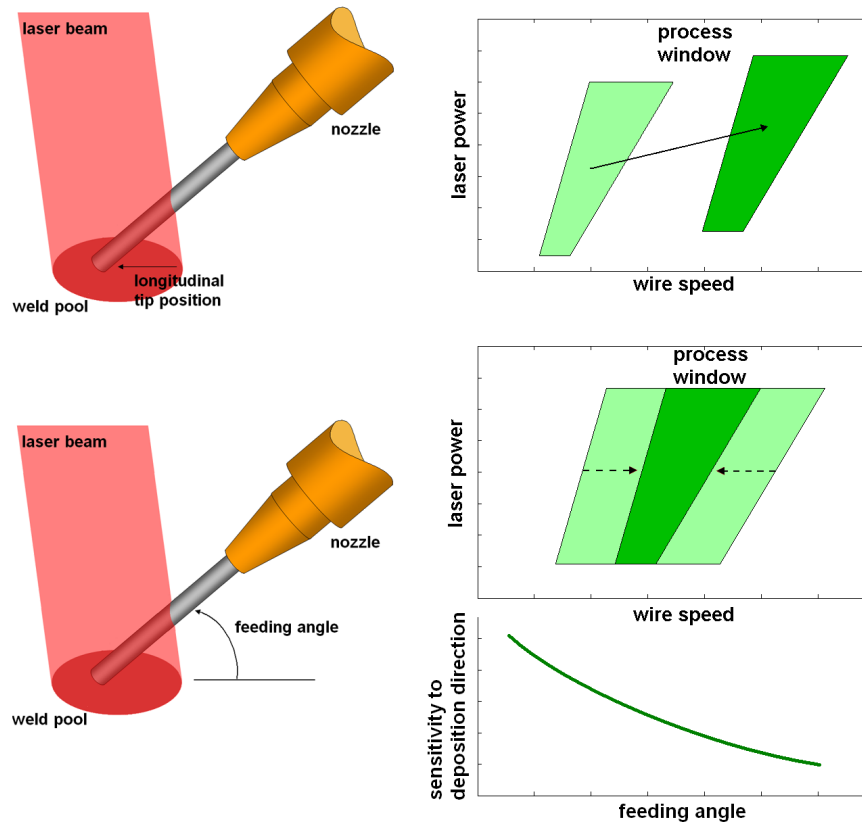 laser beam
nozzle
longitudinal
tip position
weld pool
process
window
laser power
wire speed
laser beam
nozzle
feeding angle
weld pool
process
window
laser power
wire speed
sensitivity to
deposition direction
feeding angle